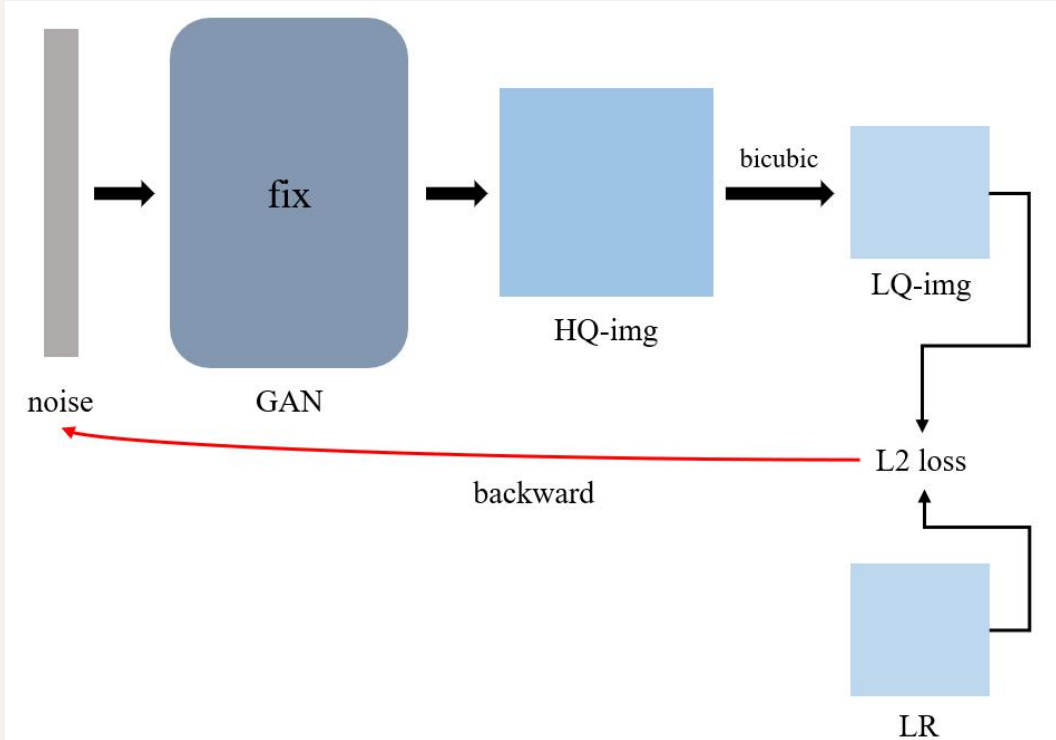 fix
bicubic
LQ-img
HQ-img
noise
GAN
L2 loss
backward
LR